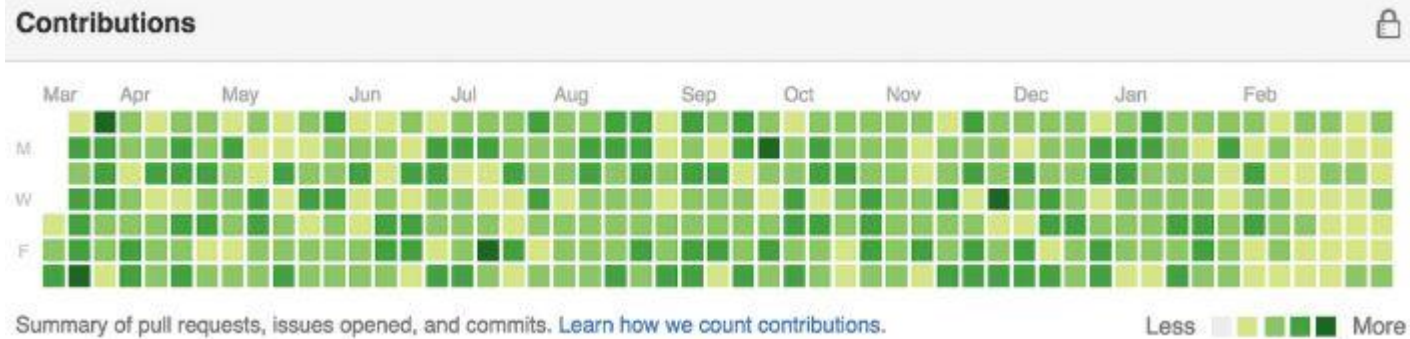 Contributions
Mar Apr May Jun Jul Aug Sep Oct Nov Dec Jan Feb
M
W
F
Summary of pull requests, issues opened, and commits. Learn how we count contributions.
Less More